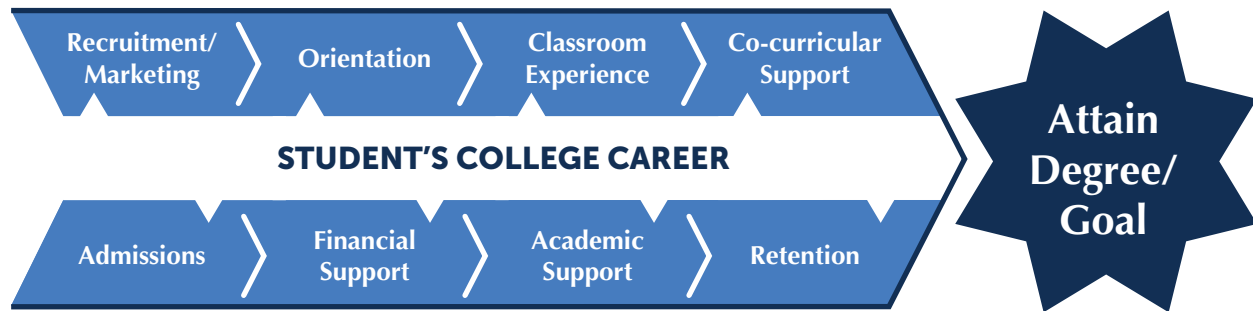 Recruitment/
Marketing
Orientation
Classroom
Experience
Co-curricular
Support
STUDENT'S COLLEGE CAREER
Admissions
Financial
Support
Academic
Support
Retention
Attain
Degree/
Goal